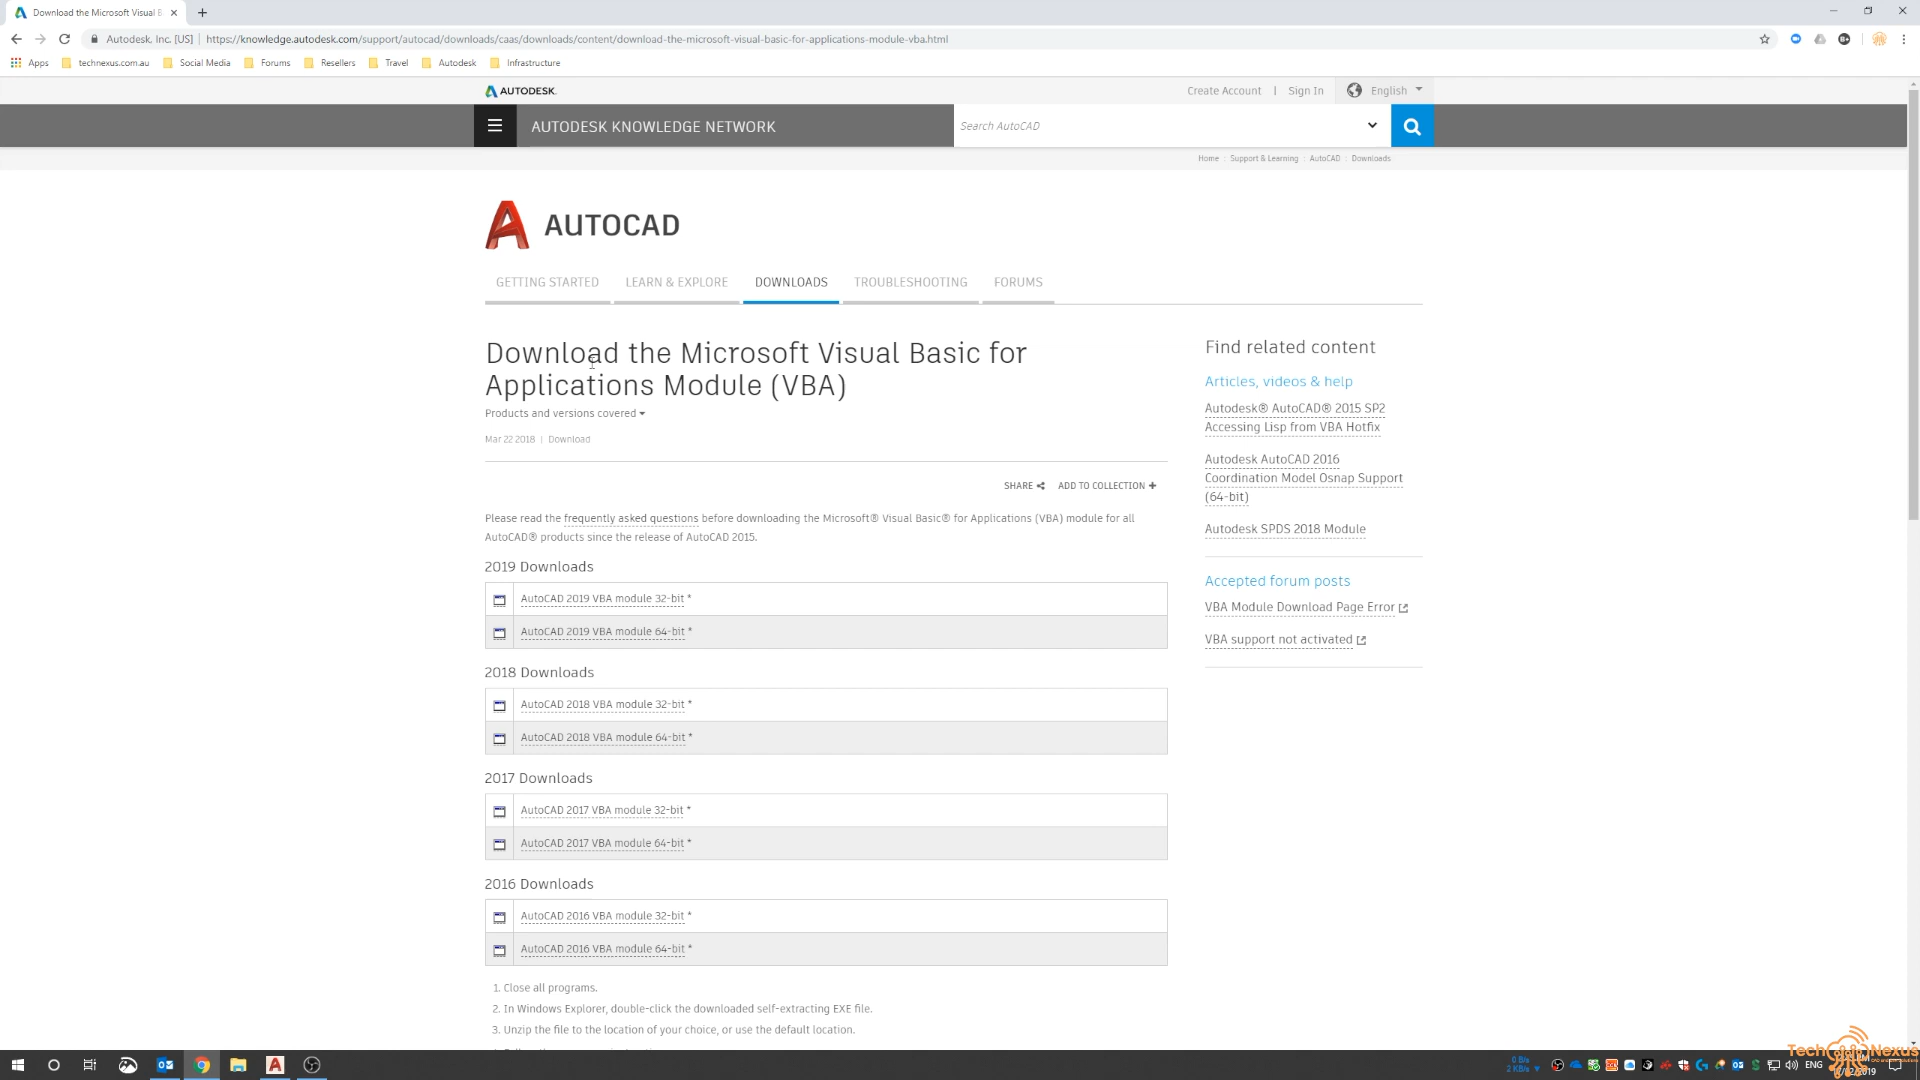 Download the Microsoft Visual B
Autodesk, Inc. [US] https://knowledge.autodesk.com/support/autocad/downloads/caas/downloads/content/download-the-microsoft-visual-basic-for-applications-module-vba.html
Apps technexus.com.au Social Media Forums Resellers Travel Autodesk Infrastructure
AUTODESK. Create Account | Sign In English
AUTODESK KNOWLEDGE NETWORK Search AutoCAD
Home : Support & Learning : AutoCAD : Downloads
AUTOCAD
GETTING STARTED LEARN & EXPLORE DOWNLOADS TROUBLESHOOTING FORUMS
Download the Microsoft Visual Basic for
Applications Module (VBA)
Products and versions covered
Mar 22 2018 | Download
SHARE ADD TO COLLECTION +
Please read the frequently asked questions before downloading the Microsoft® Visual Basic® for Applications (VBA) module for all
AutoCAD® products since the release of AutoCAD 2015.
2019 Downloads
AutoCAD 2019 VBA module 32-bit *
AutoCAD 2019 VBA module 64-bit *
2018 Downloads
AutoCAD 2018 VBA module 32-bit *
AutoCAD 2018 VBA module 64-bit *
2017 Downloads
AutoCAD 2017 VBA module 32-bit *
AutoCAD 2017 VBA module 64-bit *
2016 Downloads
AutoCAD 2016 VBA module 32-bit *
AutoCAD 2016 VBA module 64-bit *
1. Close all programs.
2. In Windows Explorer, double-click the downloaded self-extracting EXE file.
3. Unzip the file to the location of your choice, or use the default location.
Find related content
Articles, videos & help
Autodesk® AutoCAD® 2015 SP2
Accessing Lisp from VBA Hotfix
Autodesk AutoCAD 2016
Coordination Model Osnap Support
(64-bit)
Autodesk SPDS 2018 Module
Accepted forum posts
VBA Module Download Page Error
VBA support not activated
0 B/s
2 KB/s
ENG
TechNexus